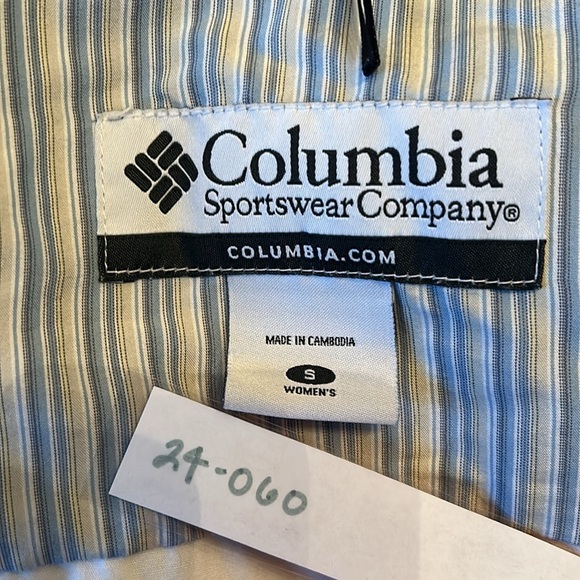 Columbia
Sportswear Company®
COLUMBIA.COM
MADE IN CAMBODIA
S
WOMEN'S
24-060